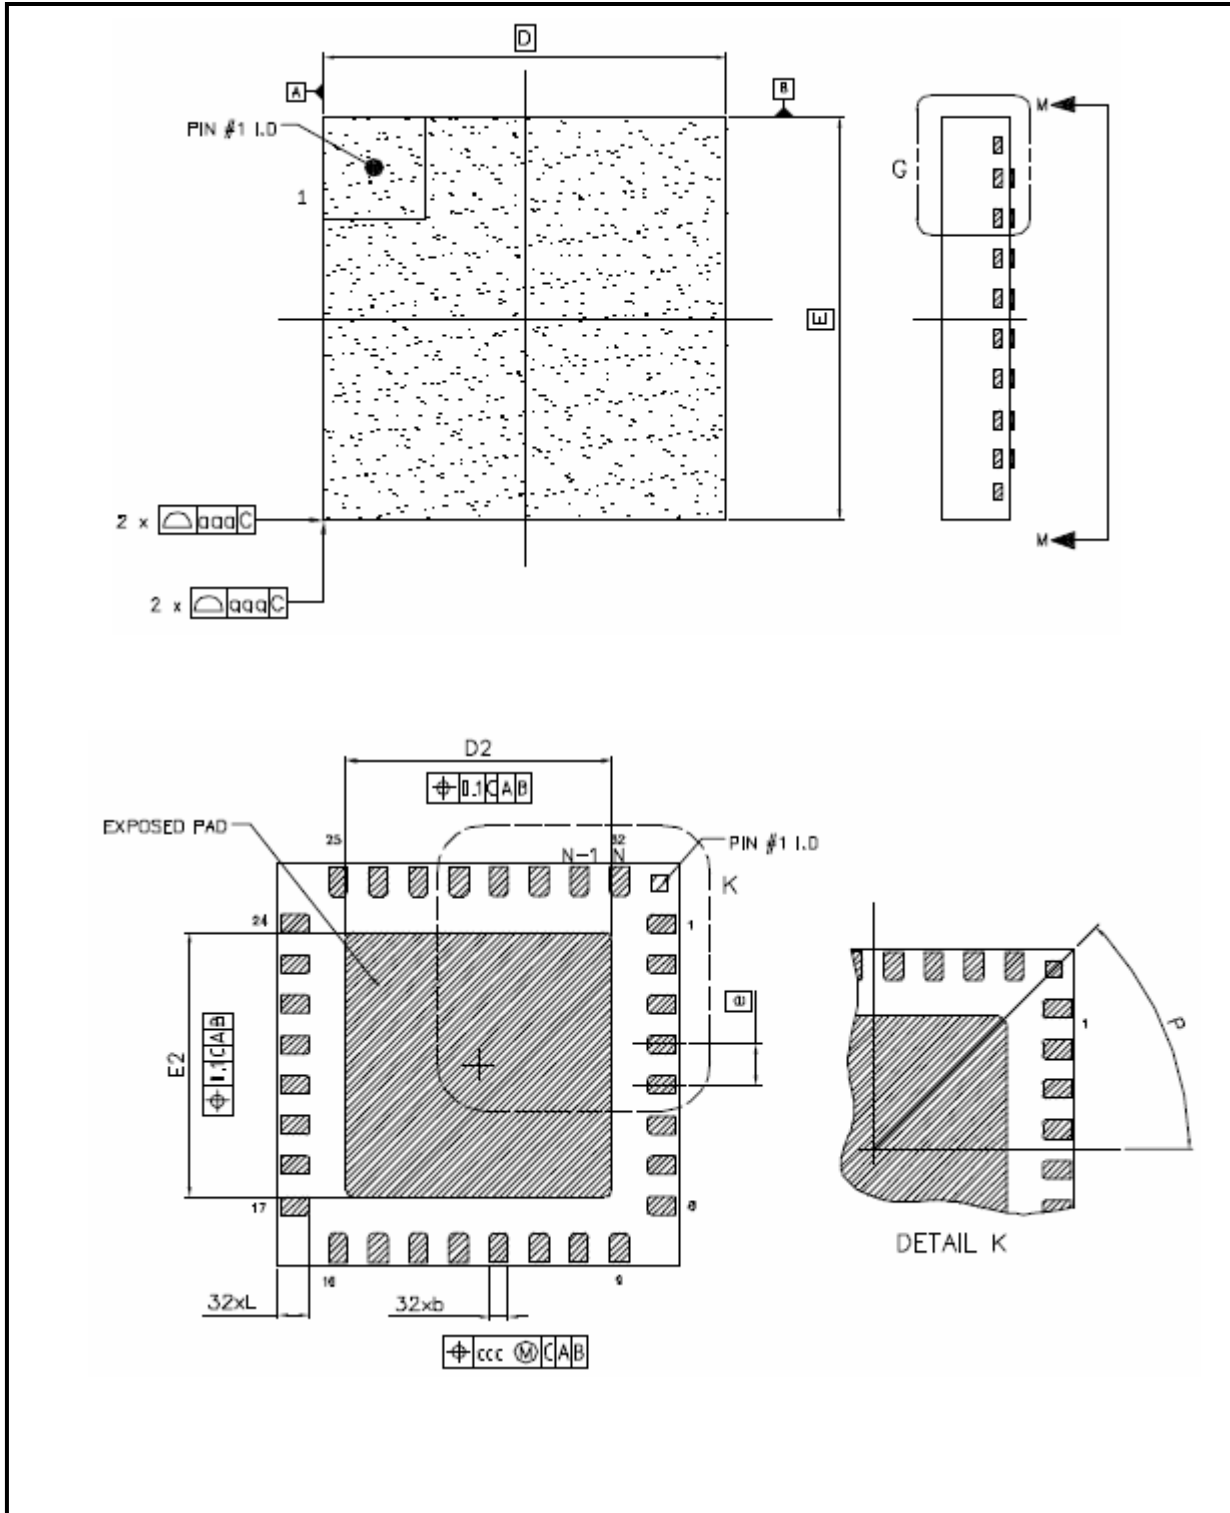 D
A
B
PIN #1 I.D
1
G
M
E
2 x aaa C
M
2 x aaa C
D2
0.1 C A B
EXPOSED PAD
25
32
N-1 N
PIN #1 I.D
K
24
1
e
E2
0.1 C A B
P
1
17
8
DETAIL K
16
9
32xL
32xb
ccc M C A B